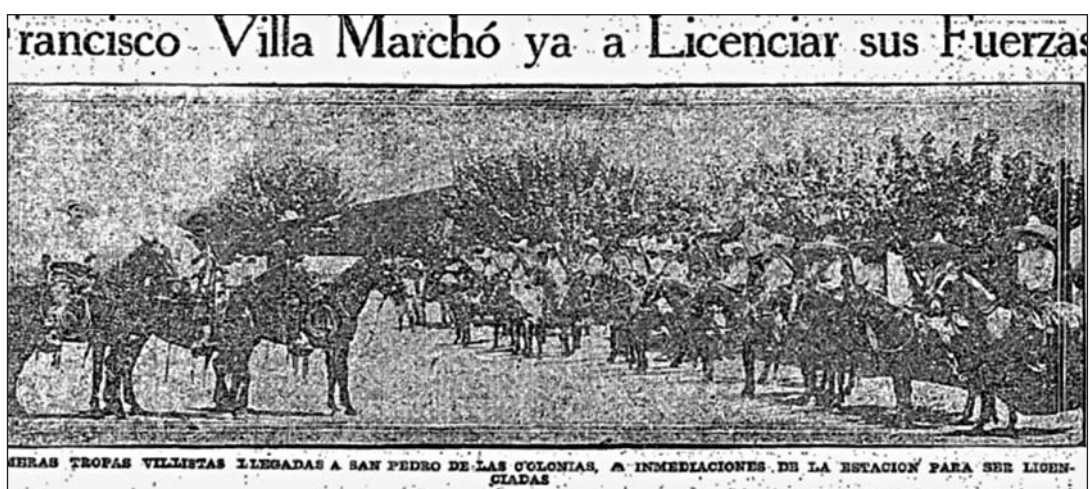 rancisco Villa Marchó ya a Licenciar sus Fuerzas
MERAS TROPAS VILLISTAS LLEGADAS A SAN PEDRO DE LAS COLONIAS, A INMEDIACIONES DE LA ESTACION PARA SER LICEN-
CIADAS